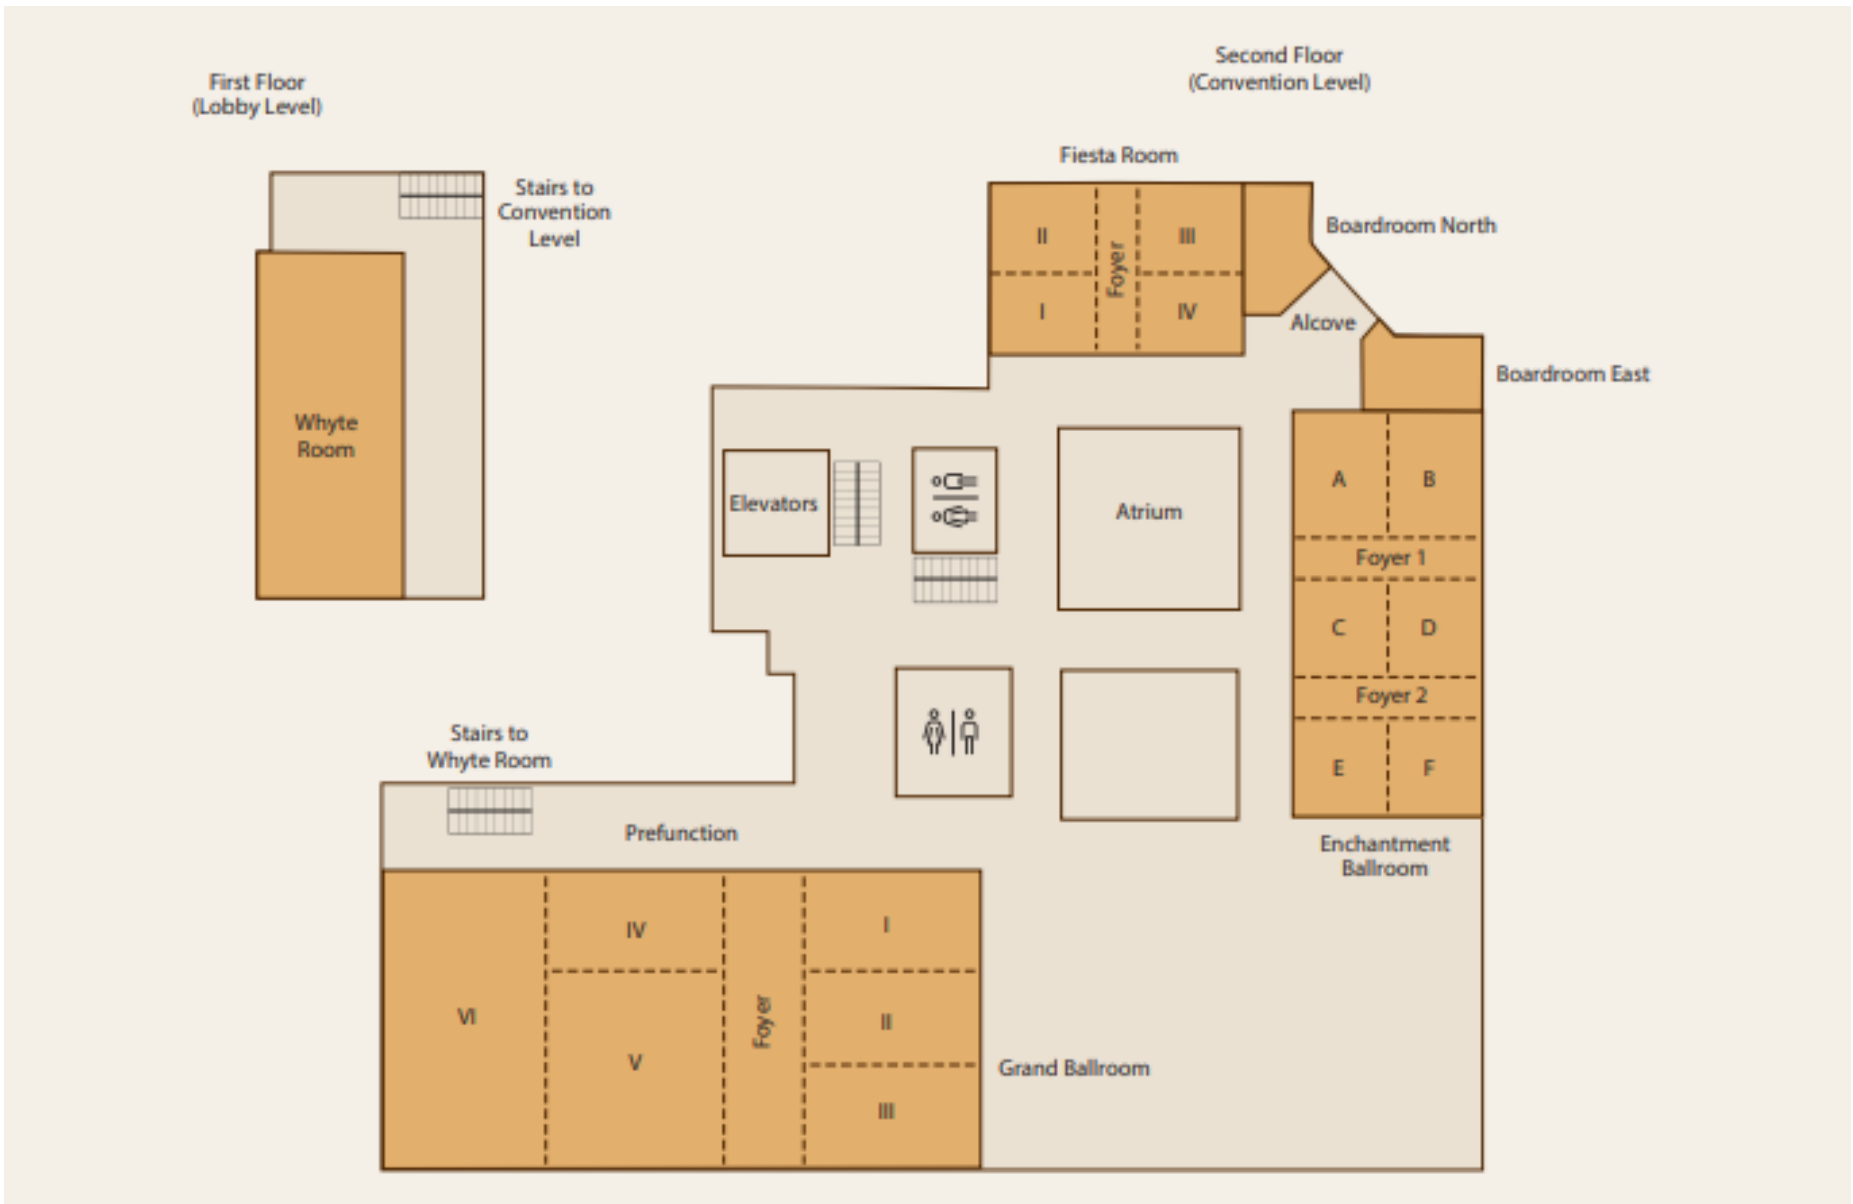 First Floor
(Lobby Level)
Second Floor
(Convention Level)
Fiesta Room
Stairs to
Convention
Level
Boardroom North
II
III
Foyer
I
IV
Alcove
Boardroom East
Whyte
Room
Elevators
Atrium
A
B
Foyer 1
C
D
Foyer 2
E
F
Stairs to
Whyte Room
Prefunction
Enchantment
Ballroom
IV
I
VI
Foyer
II
V
Grand Ballroom
III